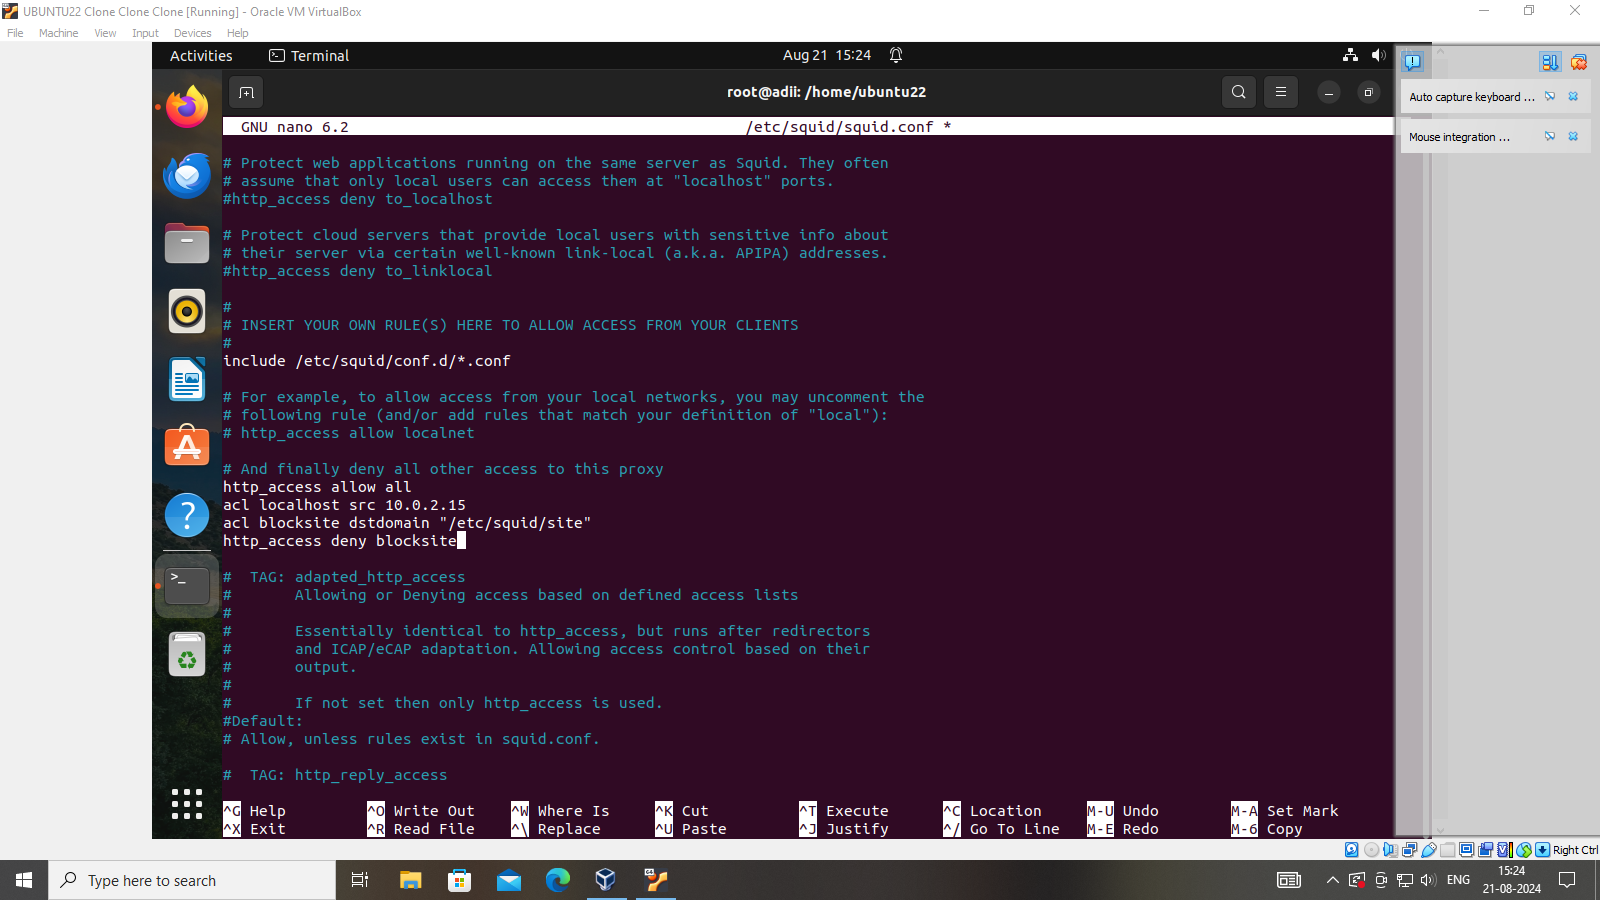 UBUNTU22 Clone Clone Clone [Running] - Oracle VM VirtualBox
File Machine View Input Devices Help
Activities Terminal Aug 21 15:24
root@adii: /home/ubuntu22
GNU nano 6.2 /etc/squid/squid.conf *
Auto capture keyboard ...
Mouse integration ...
# Protect web applications running on the same server as Squid. They often
# assume that only local users can access them at "localhost" ports.
#http_access deny to_localhost
# Protect cloud servers that provide local users with sensitive info about
# their server via certain well-known link-local (a.k.a. APIPA) addresses.
#http_access deny to_linklocal
#
# INSERT YOUR OWN RULE(S) HERE TO ALLOW ACCESS FROM YOUR CLIENTS
#
include /etc/squid/conf.d/*.conf
# For example, to allow access from your local networks, you may uncomment the
# following rule (and/or add rules that match your definition of "local"):
# http_access allow localnet
# And finally deny all other access to this proxy
http_access allow all
acl localhost src 10.0.2.15
acl blocksite dstdomain "/etc/squid/site"
http_access deny blocksite
#  TAG: adapted_http_access
#       Allowing or Denying access based on defined access lists
#
#       Essentially identical to http_access, but runs after redirectors
#       and ICAP/eCAP adaptation. Allowing access control based on their
#       output.
#
#       If not set then only http_access is used.
#Default:
# Allow, unless rules exist in squid.conf.
#  TAG: http_reply_access
^G Help ^O Write Out ^W Where Is ^K Cut ^T Execute ^C Location M-U Undo M-A Set Mark
^X Exit ^R Read File ^\ Replace ^U Paste ^J Justify ^/ Go To Line M-E Redo M-6 Copy
Right Ctrl
Type here to search
ENG
15:24
21-08-2024